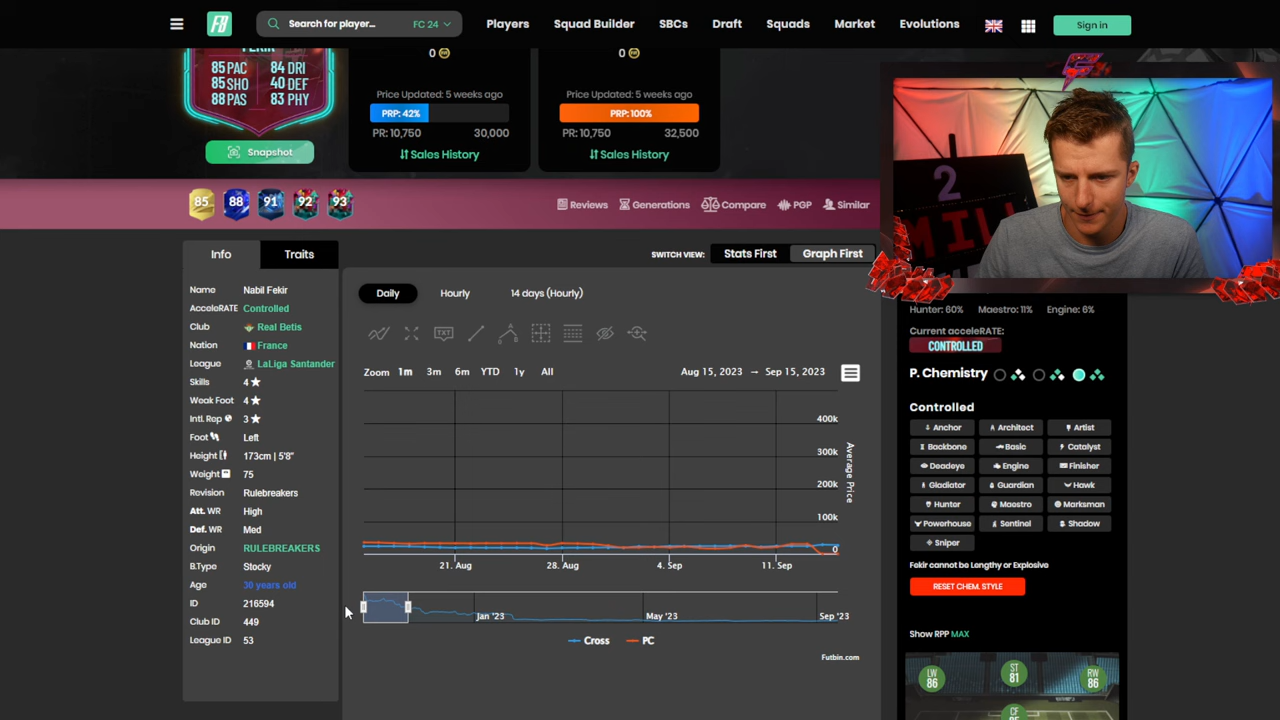 F8 Search for player... FC 24 Players Squad Builder SBCs Draft Squads Market Evolutions Sign in
FEKIR
85 PAC 84 DRI
85 SHO 40 DEF
88 PAS 83 PHY
Snapshot
0
Price Updated: 5 weeks ago
PRP: 42%
PR: 10,750 30,000
Sales History
0
Price Updated: 5 weeks ago
PRP: 100%
PR: 10,750 32,500
Sales History
2
MILL
85 88 91 92 93
Reviews Generations Compare PGP Similar
Info Traits
SWITCH VIEW: Stats First Graph First
Name Nabil Fekir
AcceleRATE Controlled
Club Real Betis
Nation France
League LaLiga Santander
Skills 4★
Weak Foot 4★
Intl. Rep 3★
Foot Left
Height 173cm | 5'8"
Weight 75
Revision Rulebreakers
Att. WR High
Def. WR Med
Origin RULEBREAKERS
B.Type Stocky
Age 30 years old
ID 216594
Club ID 449
League ID 53
Daily Hourly 14 days (Hourly)
TXT
Zoom 1m 3m 6m YTD 1y All Aug 15, 2023 → Sep 15, 2023
400k
300k
200k
100k
0
Average Price
21. Aug 28. Aug 4. Sep 11. Sep
Jan '23 May '23 Sep '23
Cross PC
Futbin.com
Hunter: 60% Maestro: 11% Engine: 6%
Current acceleRATE:
CONTROLLED
P. Chemistry
Controlled
Anchor Architect Artist
Backbone Basic Catalyst
Deadeye Engine Finisher
Gladiator Guardian Hawk
Hunter Maestro Marksman
Powerhouse Sentinel Shadow
Sniper
Fekir cannot be Lengthy or Explosive
RESET CHEM. STYLE
Show RPP MAX
LW
86
ST
81
RW
86
CF